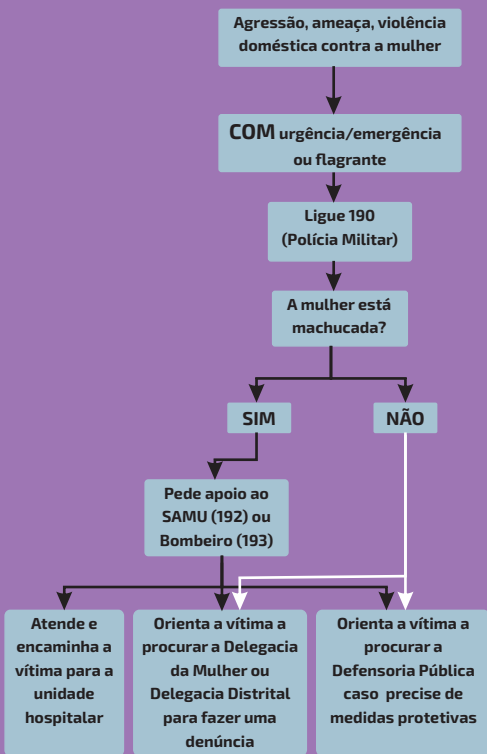 Agressão, ameaça, violência
doméstica contra a mulher
COM urgência/emergência
ou flagrante
Ligue 190
(Polícia Militar)
A mulher está
machucada?
SIM
NÃO
Pede apoio ao
SAMU (192) ou
Bombeiro (193)
Atende e
encaminha a
vítima para a
unidade
hospitalar
Orienta a vítima a
procurar a Delegacia
da Mulher ou
Delegacia Distrital
para fazer uma
denúncia
Orienta a vítima a
procurar a
Defensoria Pública
caso precise de
medidas protetivas